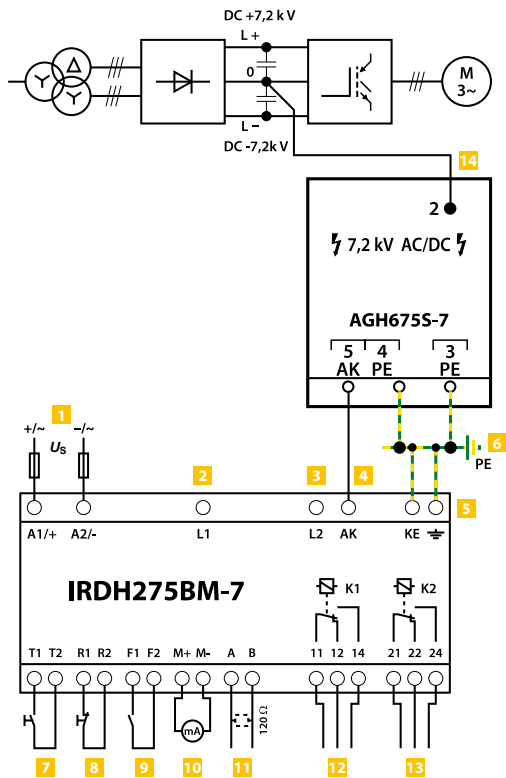 DC +7,2 k V
L +
0
L –
DC -7,2k V
M
3~
14
2
7,2 kV AC/DC
AGH675S-7
5 4 3
AK PE PE
1
+/~ –/~
US
2 3 4 6
PE
5
A1/+ A2/- L1 L2 AK KE
IRDH275BM-7
K1 K2
T1 T2 R1 R2 F1 F2 M+ M- A B 11 12 14 21 22 24
mA
120 Ω
7 8 9 10 11 12 13